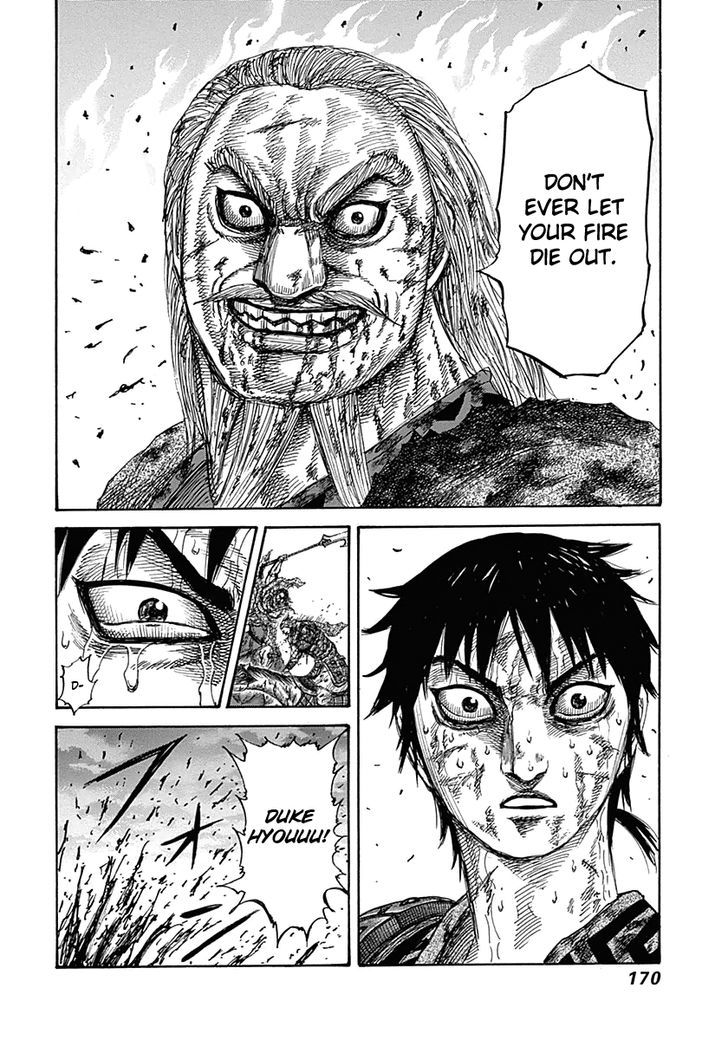 DON'T
EVER LET
YOUR FIRE
DIE OUT.
D-
DUKE
HYOUUU!
170